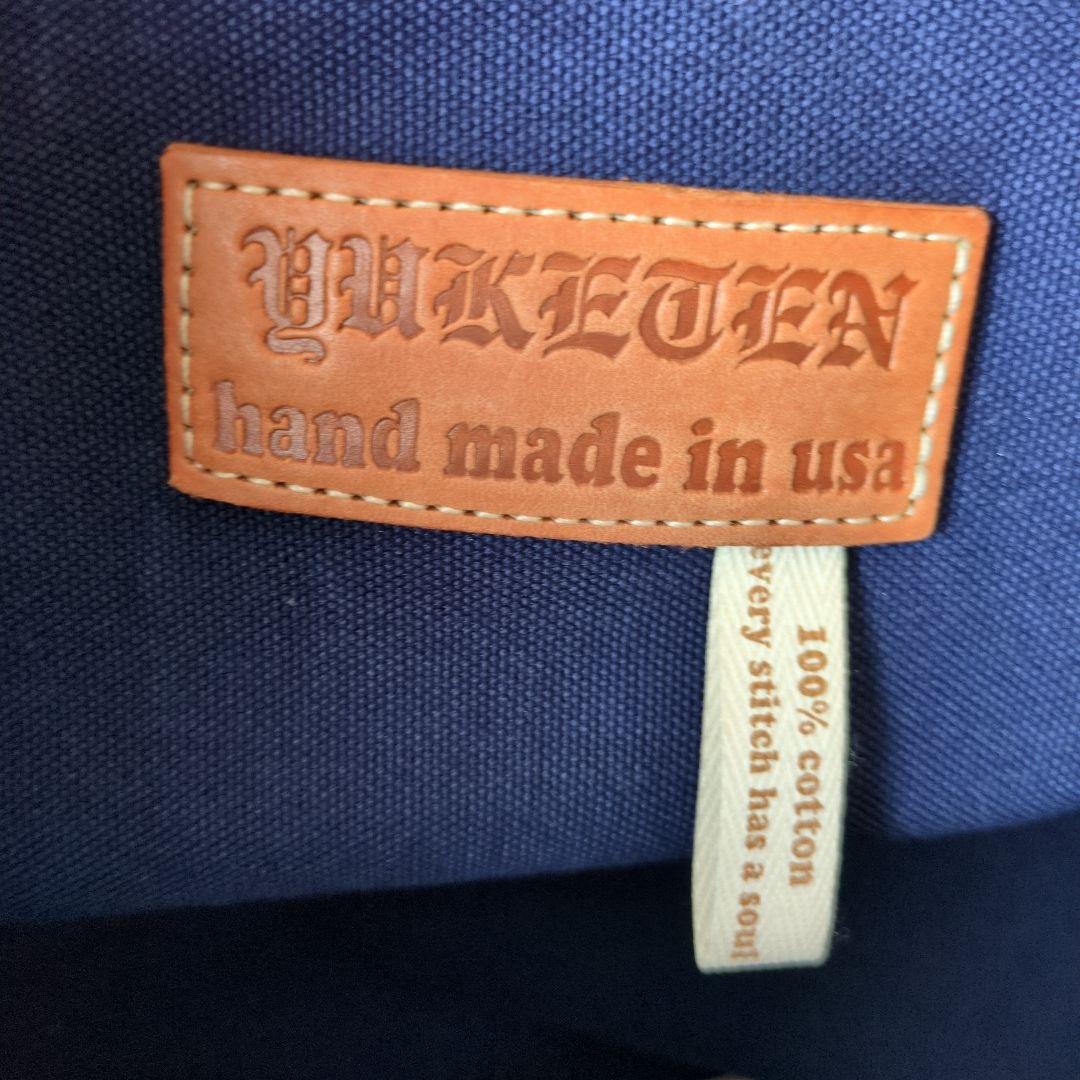 YUKETEN
hand made in usa
100% cotton
every stitch has a soul